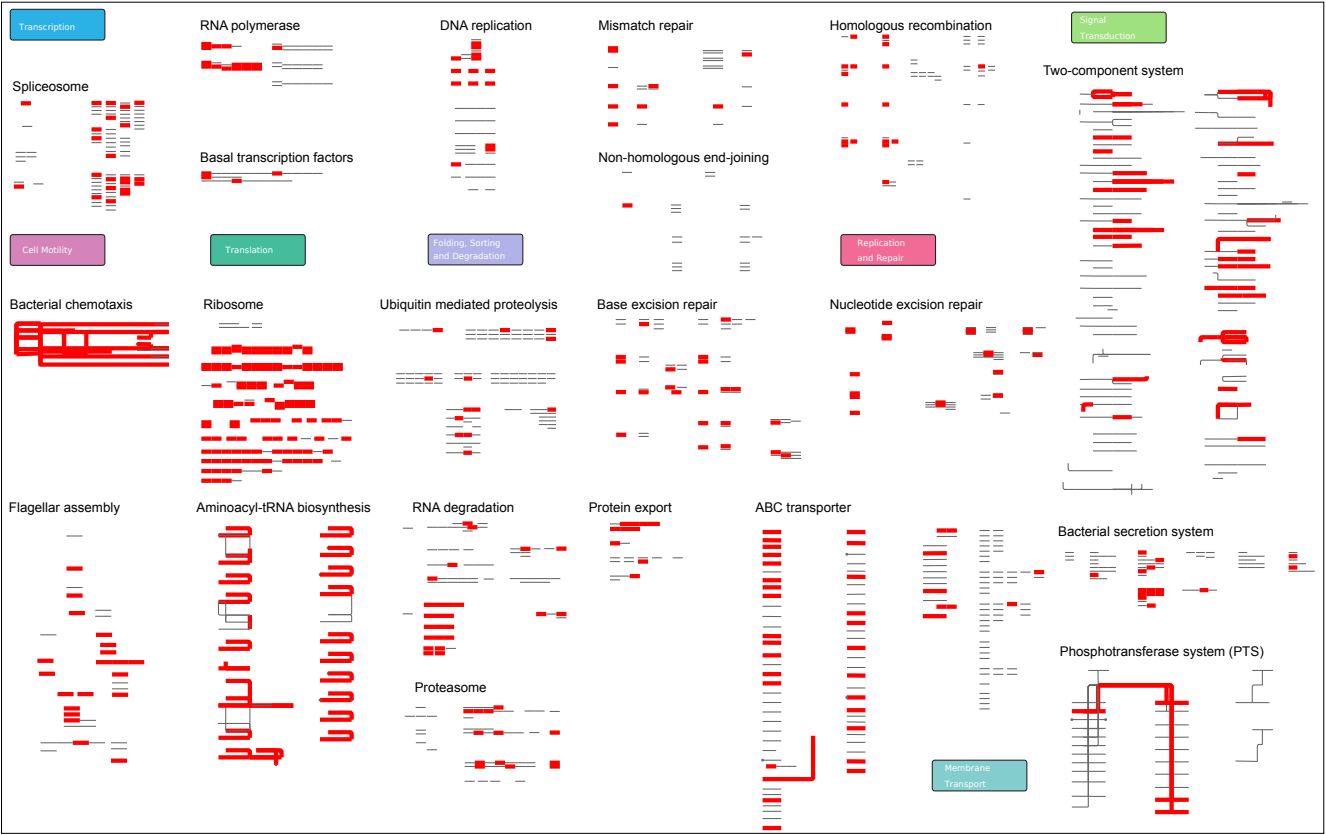 Transcription
RNA polymerase
DNA replication
Mismatch repair
Homologous recombination
Signal
Transduction
Two-component system
Spliceosome
Basal transcription factors
Non-homologous end-joining
Cell Motility
Translation
Folding, Sorting
and Degradation
Replication
and Repair
Bacterial chemotaxis
Ribosome
Ubiquitin mediated proteolysis
Base excision repair
Nucleotide excision repair
Flagellar assembly
Aminoacyl-tRNA biosynthesis
RNA degradation
Protein export
ABC transporter
Bacterial secretion system
Phosphotransferase system (PTS)
Proteasome
Membrane
Transport